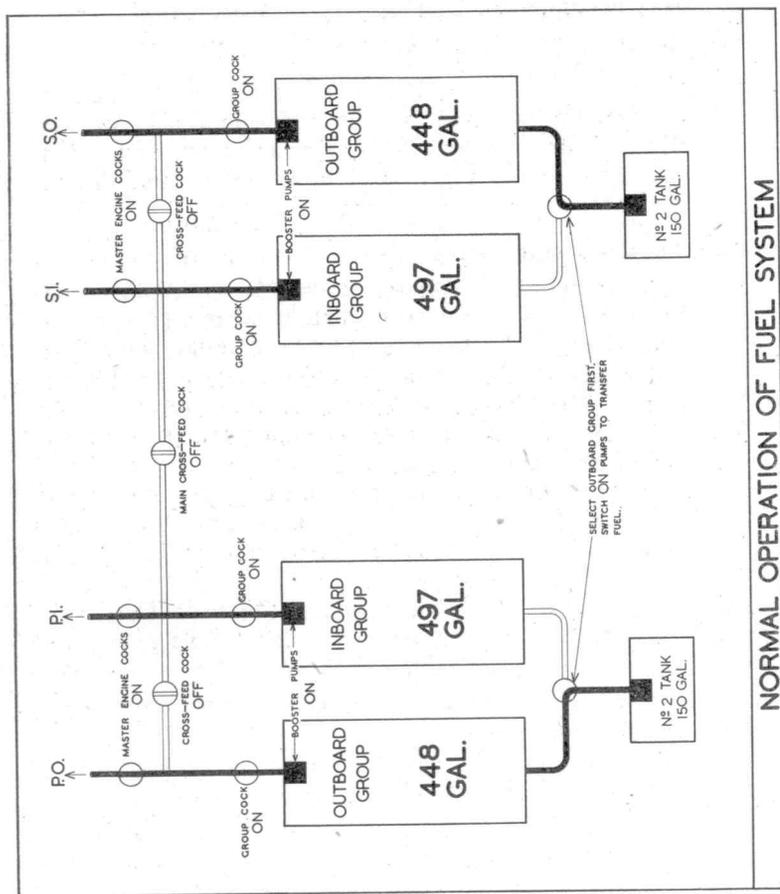 P.O.
P.I.
S.I.
S.O.
MASTER ENGINE COCKS
ON
MASTER ENGINE COCKS
ON
CROSS-FEED COCK
OFF
MAIN CROSS-FEED COCK
OFF
CROSS-FEED COCK
OFF
GROUP COCK
ON
GROUP COCK
ON
GROUP COCK
ON
GROUP COCK
ON
BOOSTER PUMPS
ON
BOOSTER PUMPS
ON
OUTBOARD
GROUP
448
GAL.
INBOARD
GROUP
497
GAL.
INBOARD
GROUP
497
GAL.
OUTBOARD
GROUP
448
GAL.
SELECT OUTBOARD GROUP FIRST.
SWITCH ON PUMPS TO TRANSFER
FUEL.
Nº 2 TANK
150 GAL.
Nº 2 TANK
150 GAL.
NORMAL OPERATION OF FUEL SYSTEM